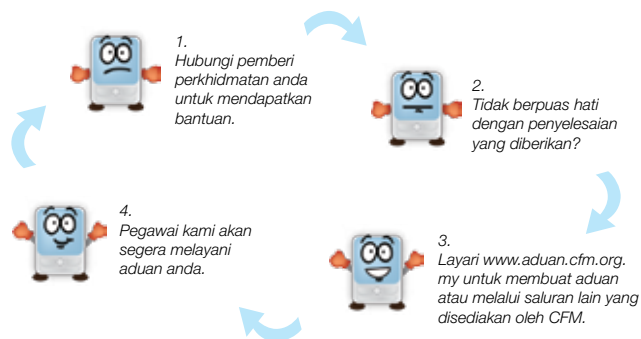 1.
Hubungi pemberi
perkhidmatan anda
untuk mendapatkan
bantuan.
2.
Tidak berpuas hati
dengan penyelesaian
yang diberikan?
3.
Layari www.aduan.cfm.org.
my untuk membuat aduan
atau melalui saluran lain yang
disediakan oleh CFM.
4.
Pegawai kami akan
segera melayani
aduan anda.